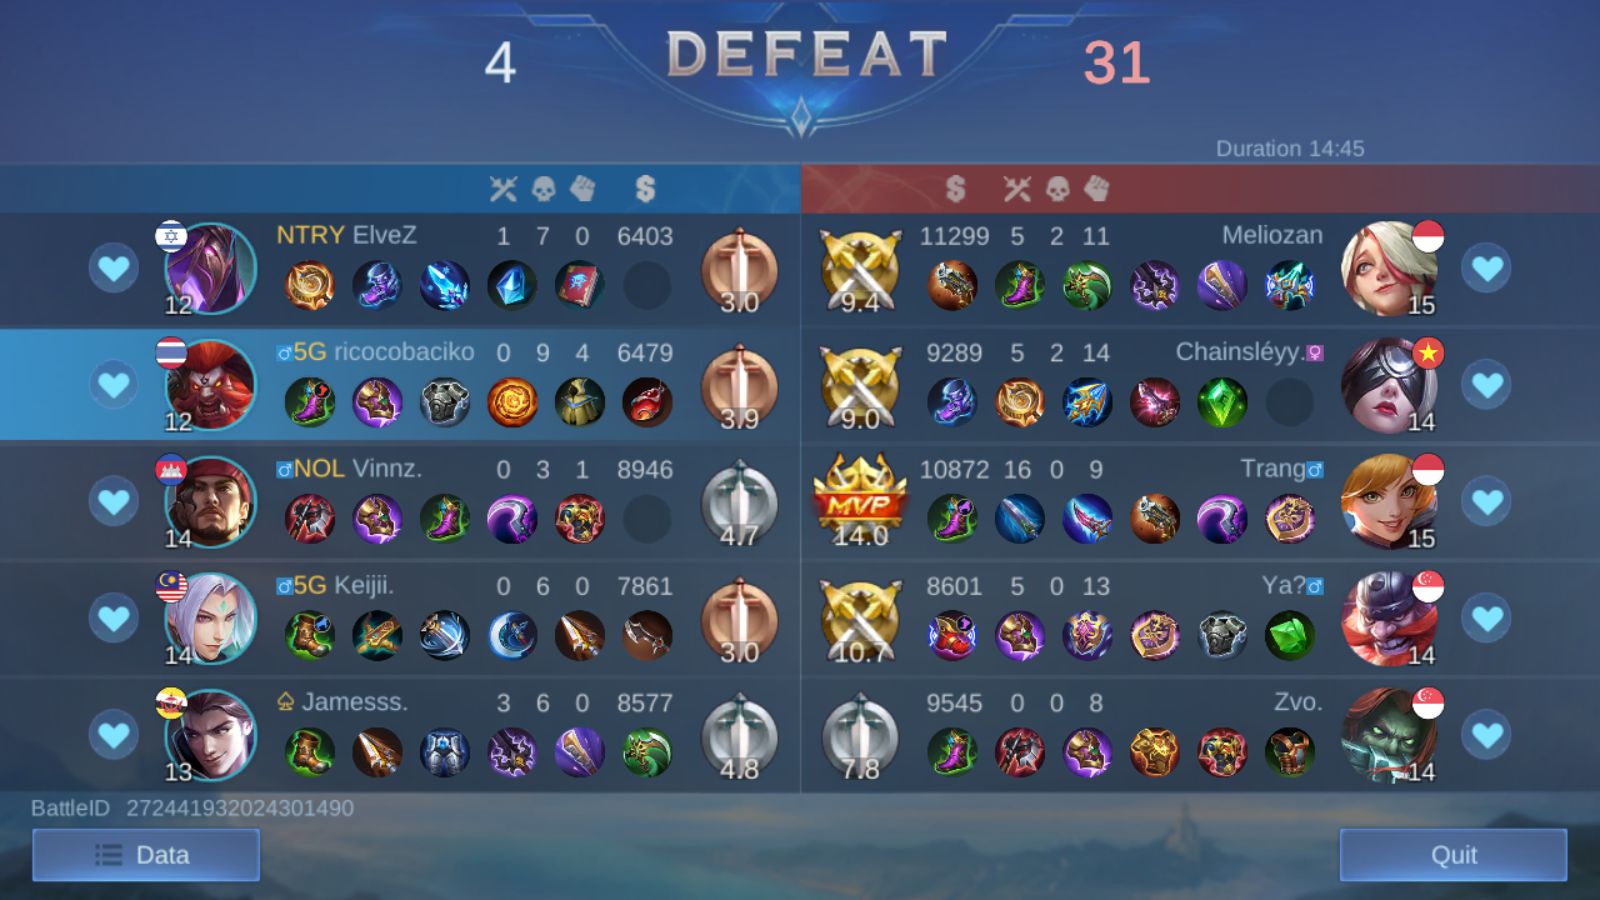 4 DEFEAT 31
Duration 14:45
NTRY ElveZ 1 7 0 6403
12 3.0
11299 5 2 11 Meliozan
9.4 15
5G ricocobaciko 0 9 4 6479
12 3.9
9289 5 2 14 Chainsléyy.
9.0 14
NOL Vinnz. 0 3 1 8946
14 4.7
10872 16 0 9 Trang
MVP
14.0 15
5G Keijii. 0 6 0 7861
14 3.0
8601 5 0 13 Ya?
10.7 14
Jamesss. 3 6 0 8577
13 4.8
9545 0 0 8 Zvo.
7.8 14
BattleID 272441932024301490
Data
Quit